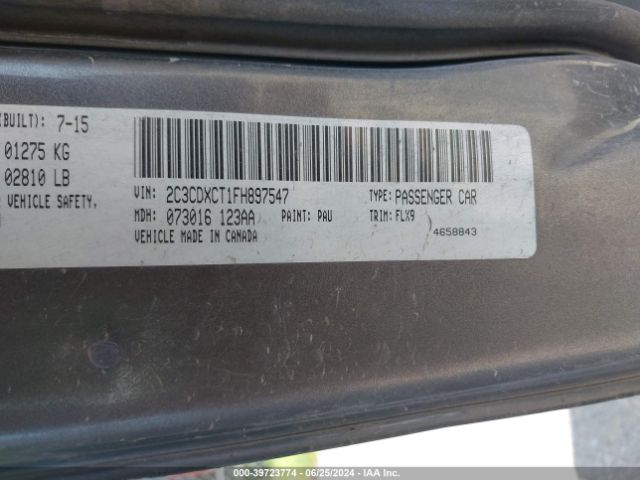 (BUILT): 7-15
01275 KG
02810 LB
VEHICLE SAFETY,
VIN: 2C3CDXCT1FH897547 TYPE: PASSENGER CAR
MDH: 073016 123AA PAINT: PAU TRIM: FLX9
VEHICLE MADE IN CANADA 4658843
000-39723774 06/25/2024 - IAA Inc.